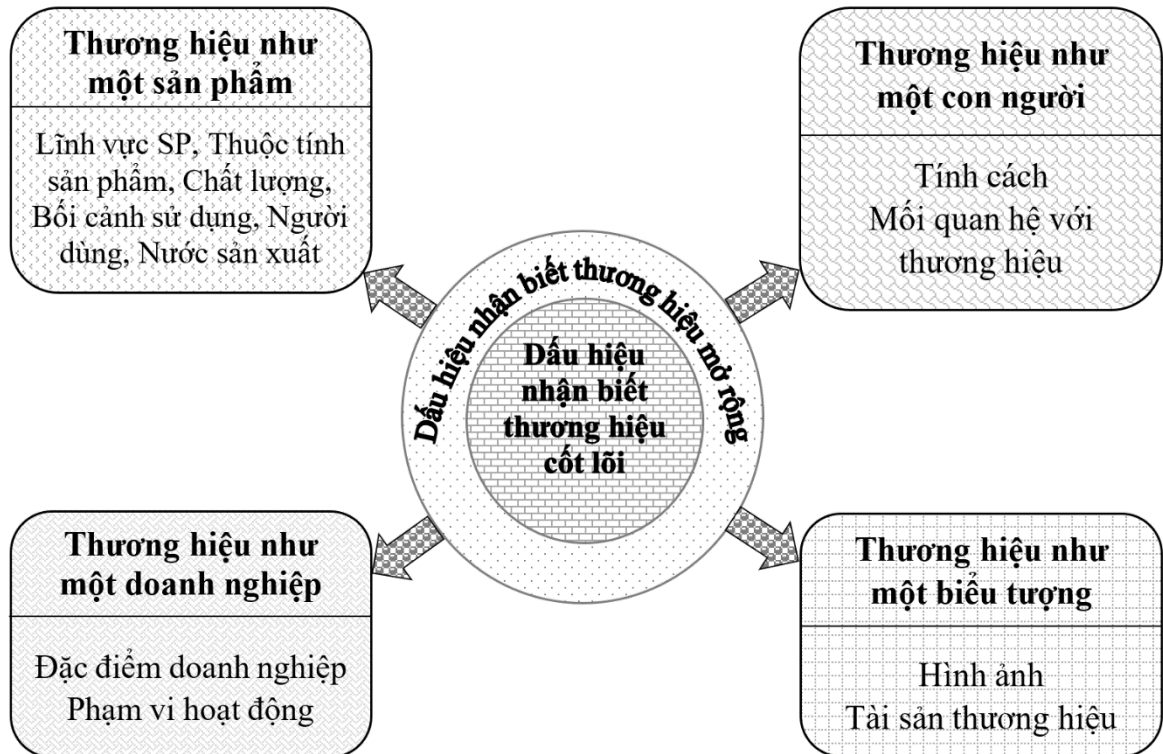 Thương hiệu như
một sản phẩm
Lĩnh vực SP, Thuộc tính
sản phẩm, Chất lượng,
Bối cảnh sử dụng, Người
dùng, Nước sản xuất
Thương hiệu như
một con người
Tính cách
Mối quan hệ với
thương hiệu
Dấu hiệu nhận biết thương hiệu mở rộng
Dấu hiệu
nhận biết
thương hiệu
cốt lõi
Thương hiệu như
một doanh nghiệp
Đặc điểm doanh nghiệp
Phạm vi hoạt động
Thương hiệu như
một biểu tượng
Hình ảnh
Tài sản thương hiệu